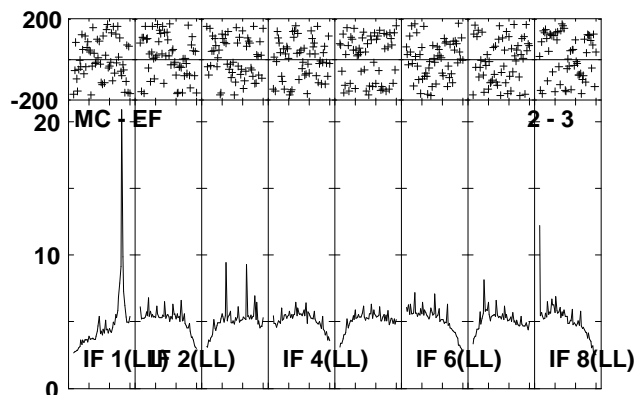 200
-200
20
MC - EF 2 - 3
10
IF 1(LL) IF 2(LL) IF 4(LL) IF 6(LL) IF 8(LL)
0